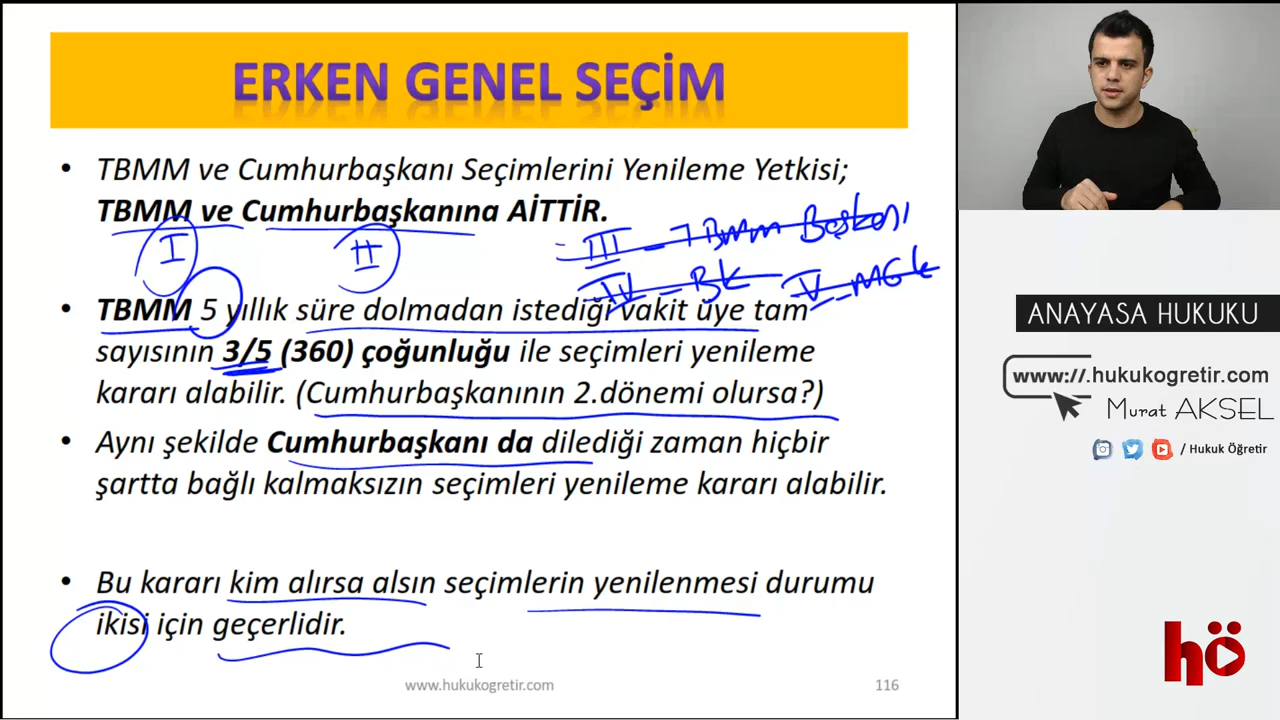 ERKEN GENEL SEÇİM
• TBMM ve Cumhurbaşkanı Seçimlerini Yenileme Yetkisi;
TBMM ve Cumhurbaşkanına AİTTİR.
I
II
III – TBMM Başkanı
IV – BK
V – MGK
• TBMM 5 yıllık süre dolmadan istediği vakit üye tam
sayısının 3/5 (360) çoğunluğu ile seçimleri yenileme
kararı alabilir. (Cumhurbaşkanının 2.dönemi olursa?)
• Aynı şekilde Cumhurbaşkanı da dilediği zaman hiçbir
şartta bağlı kalmaksızın seçimleri yenileme kararı alabilir.
• Bu kararı kim alırsa alsın seçimlerin yenilenmesi durumu
ikisi için geçerlidir.
www.hukukogretir.com
116
ANAYASA HUKUKU
www://.hukukogretir.com
Murat AKSEL
/ Hukuk Öğretir
hö